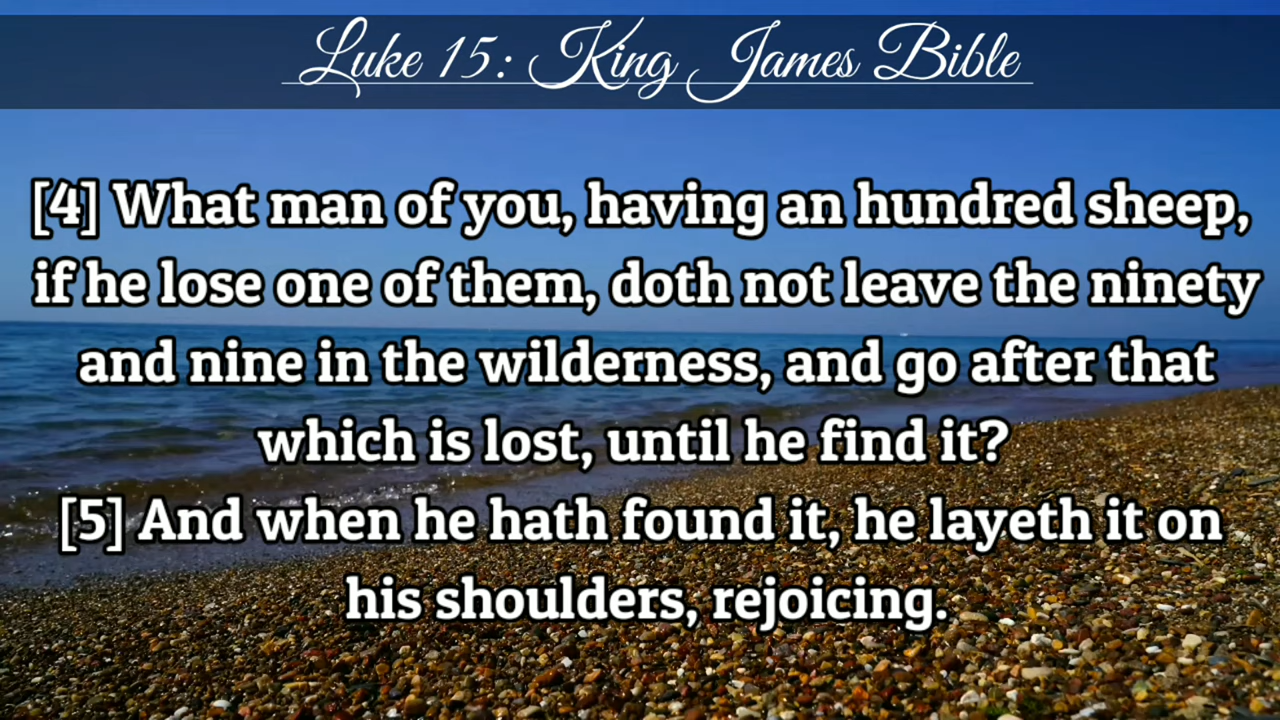 Luke 15: King James Bible
[4] What man of you, having an hundred sheep,
if he lose one of them, doth not leave the ninety
and nine in the wilderness, and go after that
which is lost, until he find it?
[5] And when he hath found it, he layeth it on
his shoulders, rejoicing.